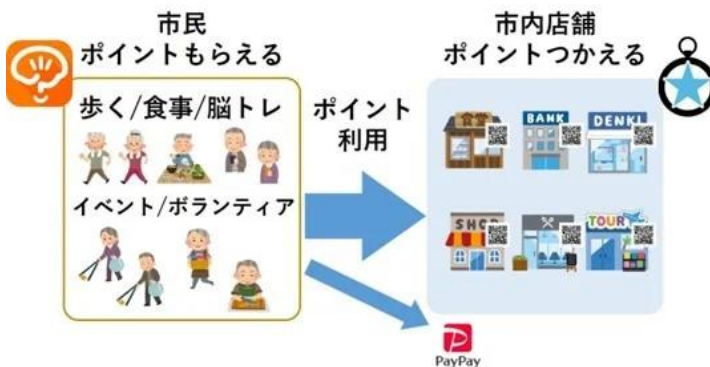 市民
ポイントもらえる
歩く/食事/脳トレ
イベント/ボランティア
ポイント
利用
市内店舗
ポイントつかえる
食堂
BANK
DENKI
SHOP
TOUR
PayPay